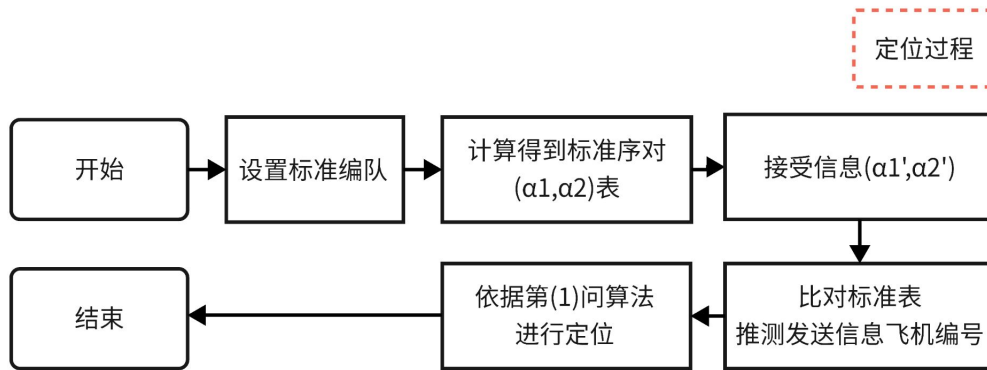 定位过程
开始
设置标准编队
计算得到标准序对
(α1,α2)表
接受信息(α1',α2')
比对标准表
推测发送信息飞机编号
依据第(1)问算法
进行定位
结束